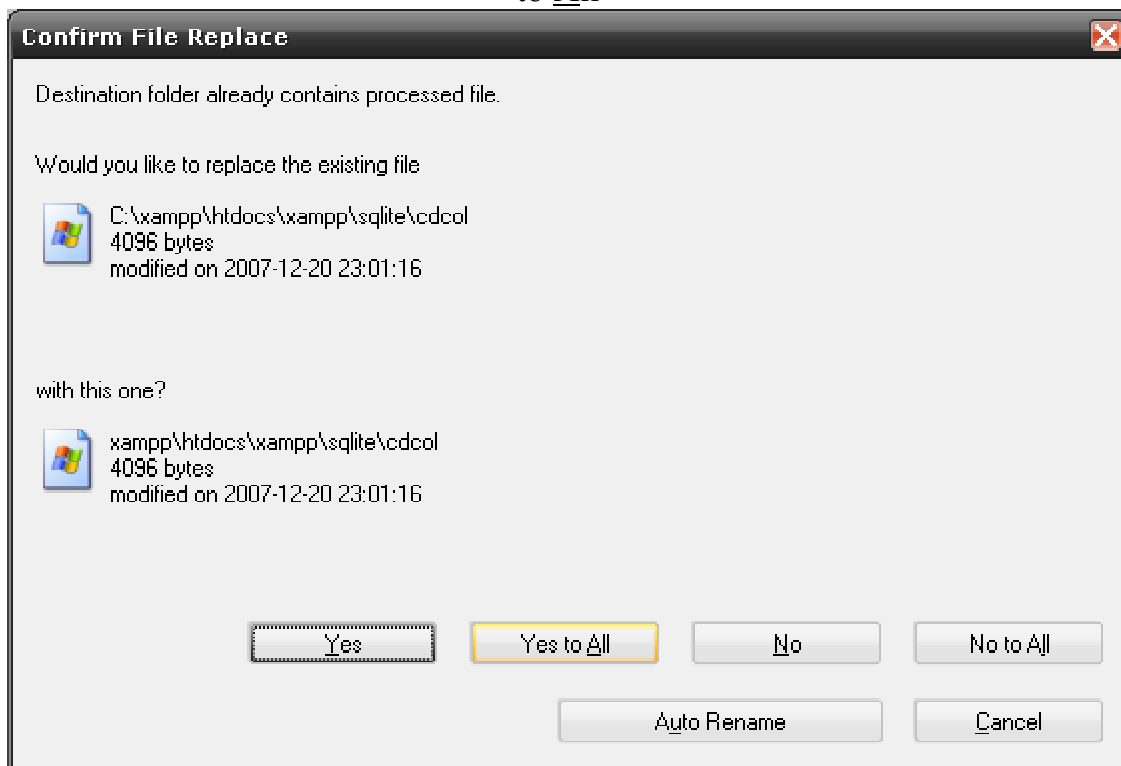 to All
Confirm File Replace
Destination folder already contains processed file.
Would you like to replace the existing file
C:\xampp\htdocs\xampp\sqlite\cdcol
4096 bytes
modified on 2007-12-20 23:01:16
with this one?
xampp\htdocs\xampp\sqlite\cdcol
4096 bytes
modified on 2007-12-20 23:01:16
Yes
Yes to All
No
No to All
Auto Rename
Cancel